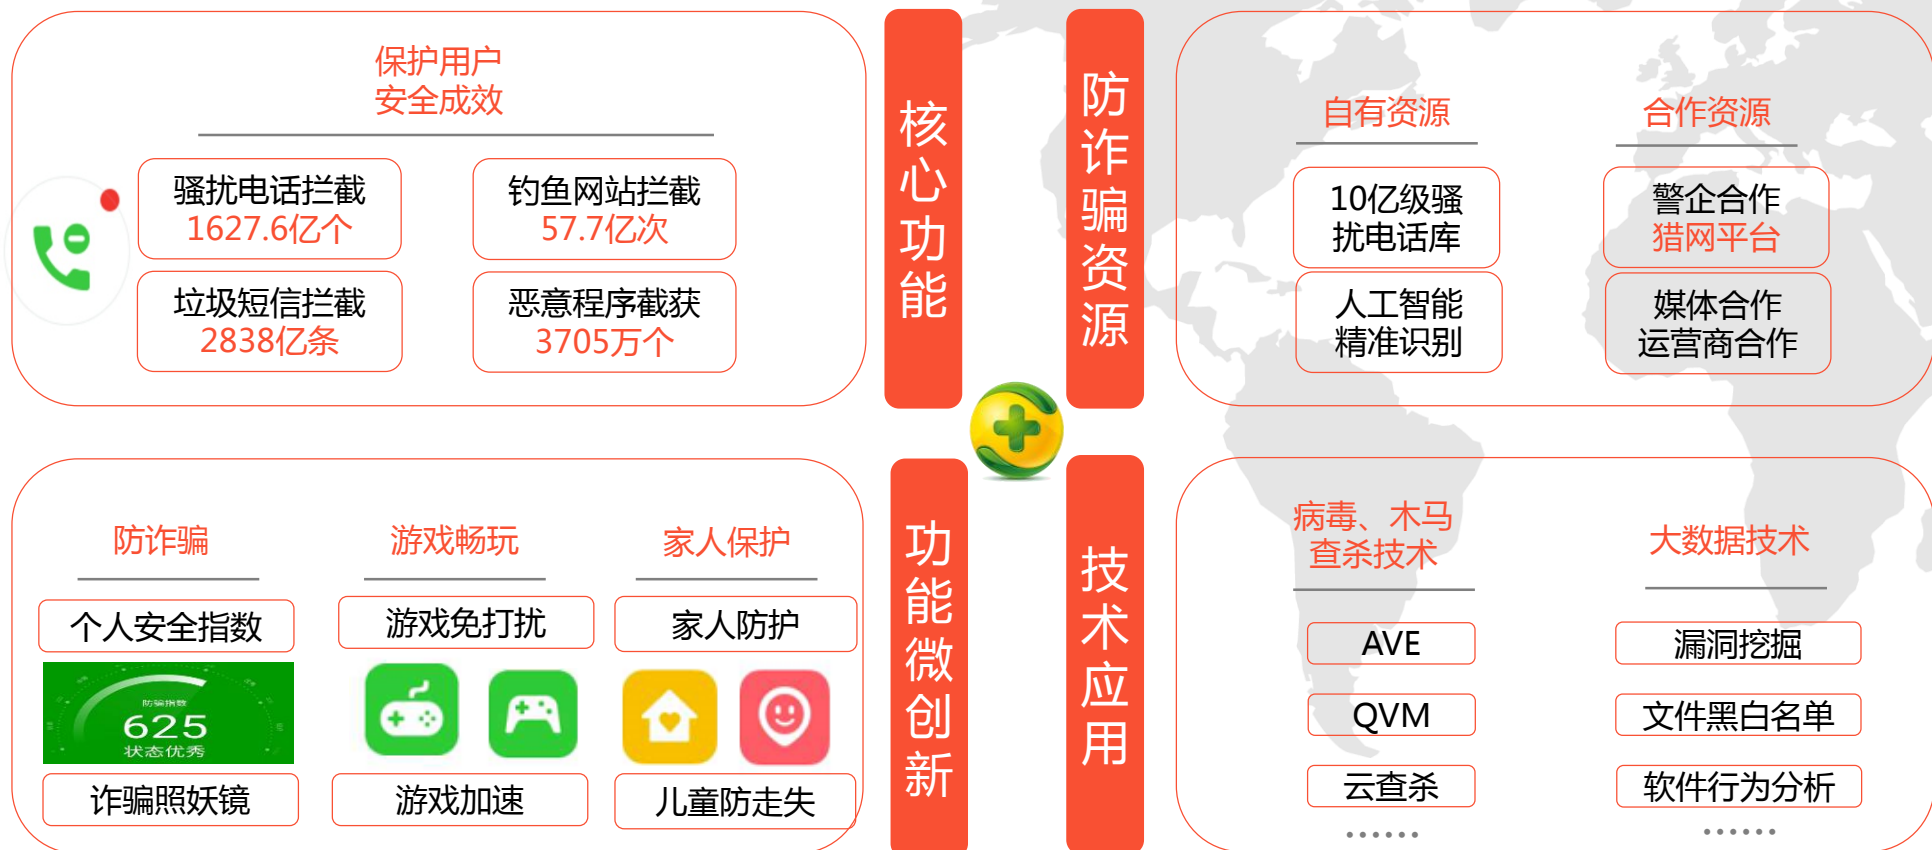 保护用户
安全成效
骚扰电话拦截
1627.6亿个
钓鱼网站拦截
57.7亿次
垃圾短信拦截
2838亿条
恶意程序截获
3705万个
核心功能
防诈骗资源
自有资源
10亿级骚
扰电话库
人工智能
精准识别
合作资源
警企合作
猎网平台
媒体合作
运营商合作
防诈骗
个人安全指数
防骗指数
625
状态优秀
诈骗照妖镜
游戏畅玩
游戏免打扰
游戏加速
家人保护
家人防护
儿童防走失
功能微创新
技术应用
病毒、木马
查杀技术
AVE
QVM
云查杀
......
大数据技术
漏洞挖掘
文件黑白名单
软件行为分析
......